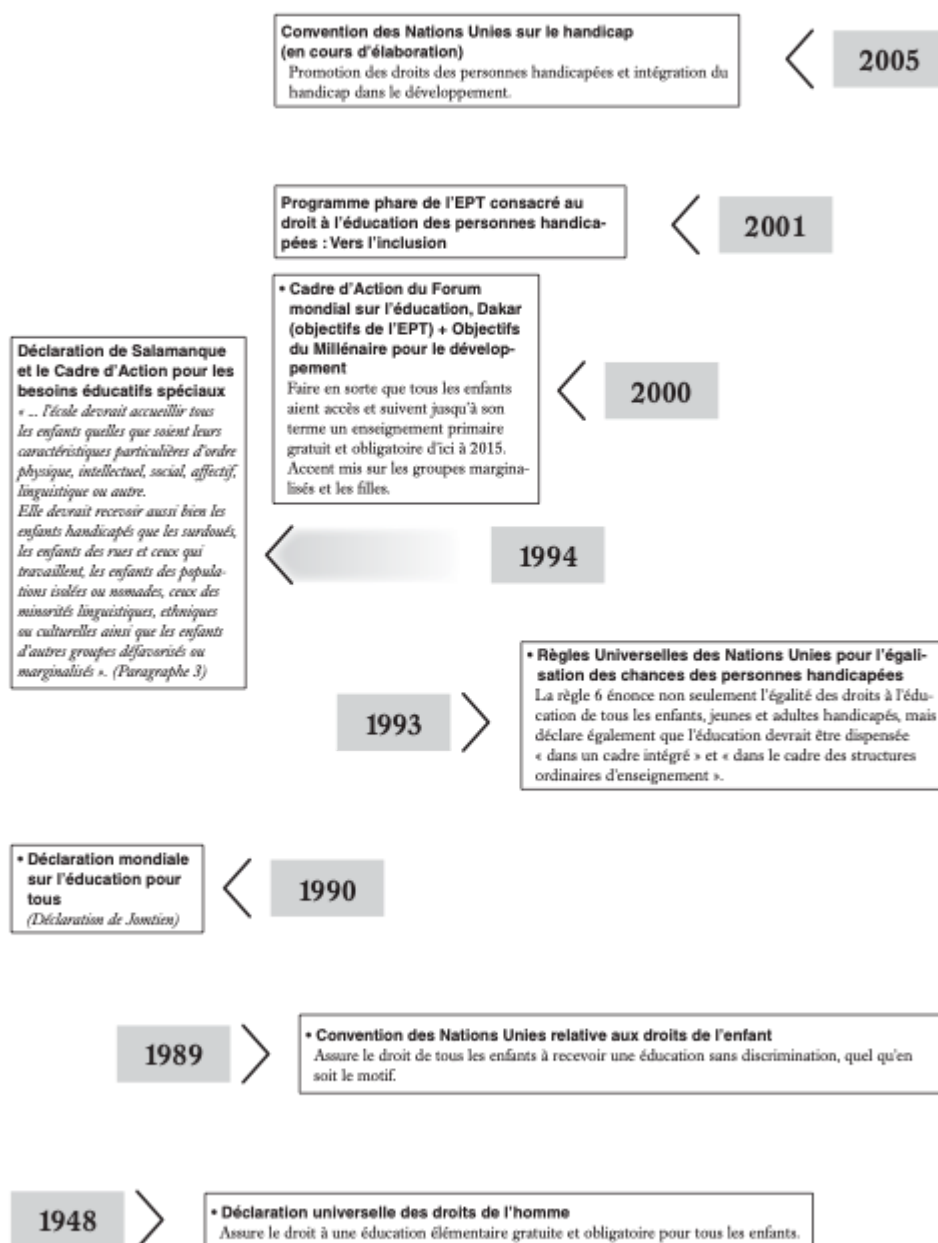 Convention des Nations Unies sur le handicap
(en cours d'élaboration)
Promotion des droits des personnes handicapées et intégration du
handicap dans le développement.
2005
Programme phare de l'EPT consacré au
droit à l'éducation des personnes handica-
pées : Vers l'inclusion
2001
• Cadre d'Action du Forum
mondial sur l'éducation, Dakar
(objectifs de l'EPT) + Objectifs
du Millénaire pour le dévelop-
pement
Faire en sorte que tous les enfants
aient accès et suivent jusqu'à son
terme un enseignement primaire
gratuit et obligatoire d'ici à 2015.
Accent mis sur les groupes margina-
lisés et les filles.
2000
Déclaration de Salamanque
et le Cadre d'Action pour les
besoins éducatifs spéciaux
« ... l'école devrait accueillir tous
les enfants quelles que soient leurs
caractéristiques particulières d'ordre
physique, intellectuel, social, affectif,
linguistique ou autre.
Elle devrait recevoir aussi bien les
enfants handicapés que les surdoués,
les enfants des rues et ceux qui
travaillent, les enfants des popula-
tions isolées ou nomades, ceux des
minorités linguistiques, ethniques
ou culturelles ainsi que les enfants
d'autres groupes défavorisés ou
marginalisés ». (Paragraphe 3)
1994
1993
• Règles Universelles des Nations Unies pour l'égali-
sation des chances des personnes handicapées
La règle 6 énonce non seulement l'égalité des droits à l'édu-
cation de tous les enfants, jeunes et adultes handicapés, mais
déclare également que l'éducation devrait être dispensée
« dans un cadre intégré » et « dans le cadre des structures
ordinaires d'enseignement ».
• Déclaration mondiale
sur l'éducation pour
tous
(Déclaration de Jomtien)
1990
1989
• Convention des Nations Unies relative aux droits de l'enfant
Assure le droit de tous les enfants à recevoir une éducation sans discrimination, quel qu'en
soit le motif.
1948
• Déclaration universelle des droits de l'homme
Assure le droit à une éducation élémentaire gratuite et obligatoire pour tous les enfants.